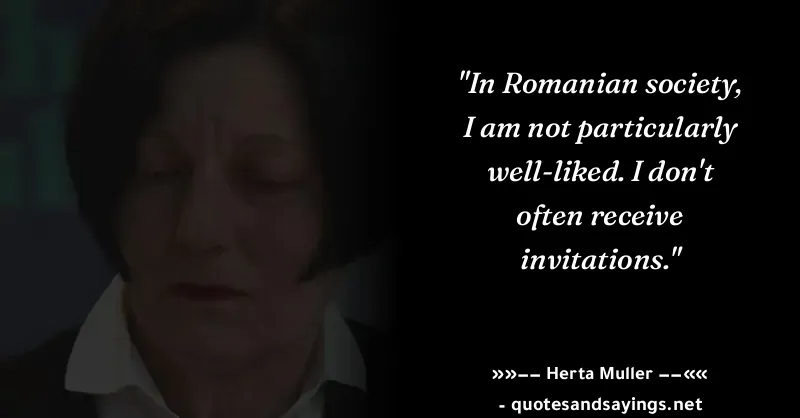 "In Romanian society,
I am not particularly
well-liked. I don't
often receive
invitations."
»»—— Herta Muller ——««
- quotesandsayings.net